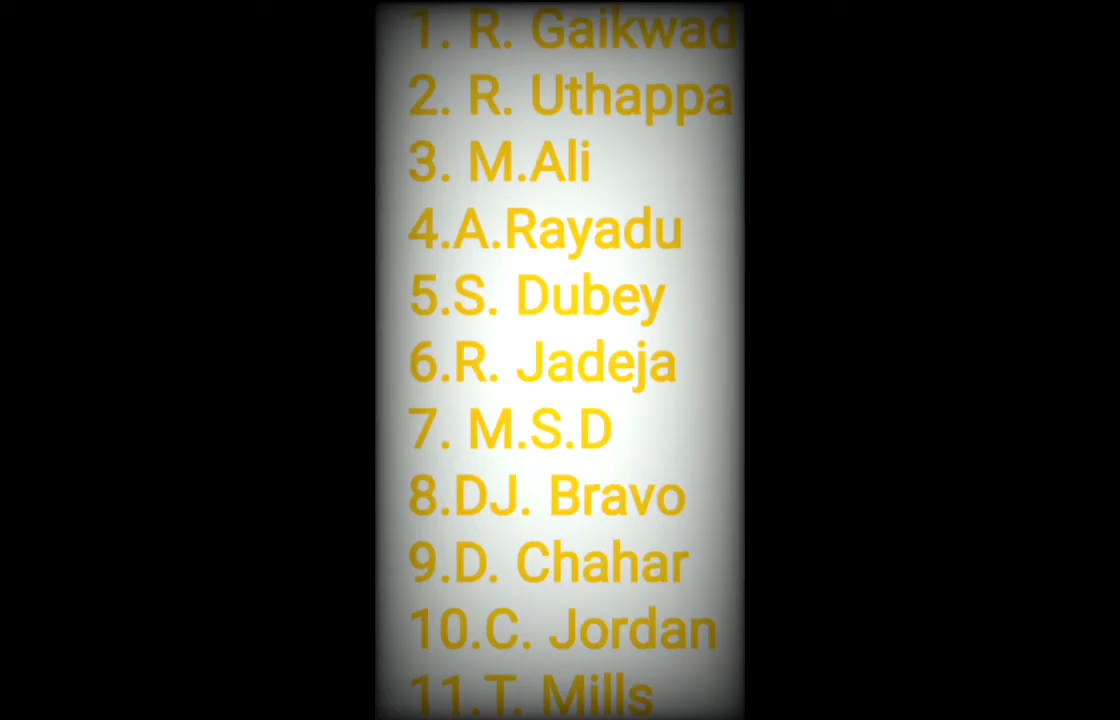 1. R. Gaikwad
2. R. Uthappa
3. M.Ali
4.A.Rayadu
5.S. Dubey
6.R. Jadeja
7. M.S.D
8.DJ. Bravo
9.D. Chahar
10.C. Jordan
11.T. Mills